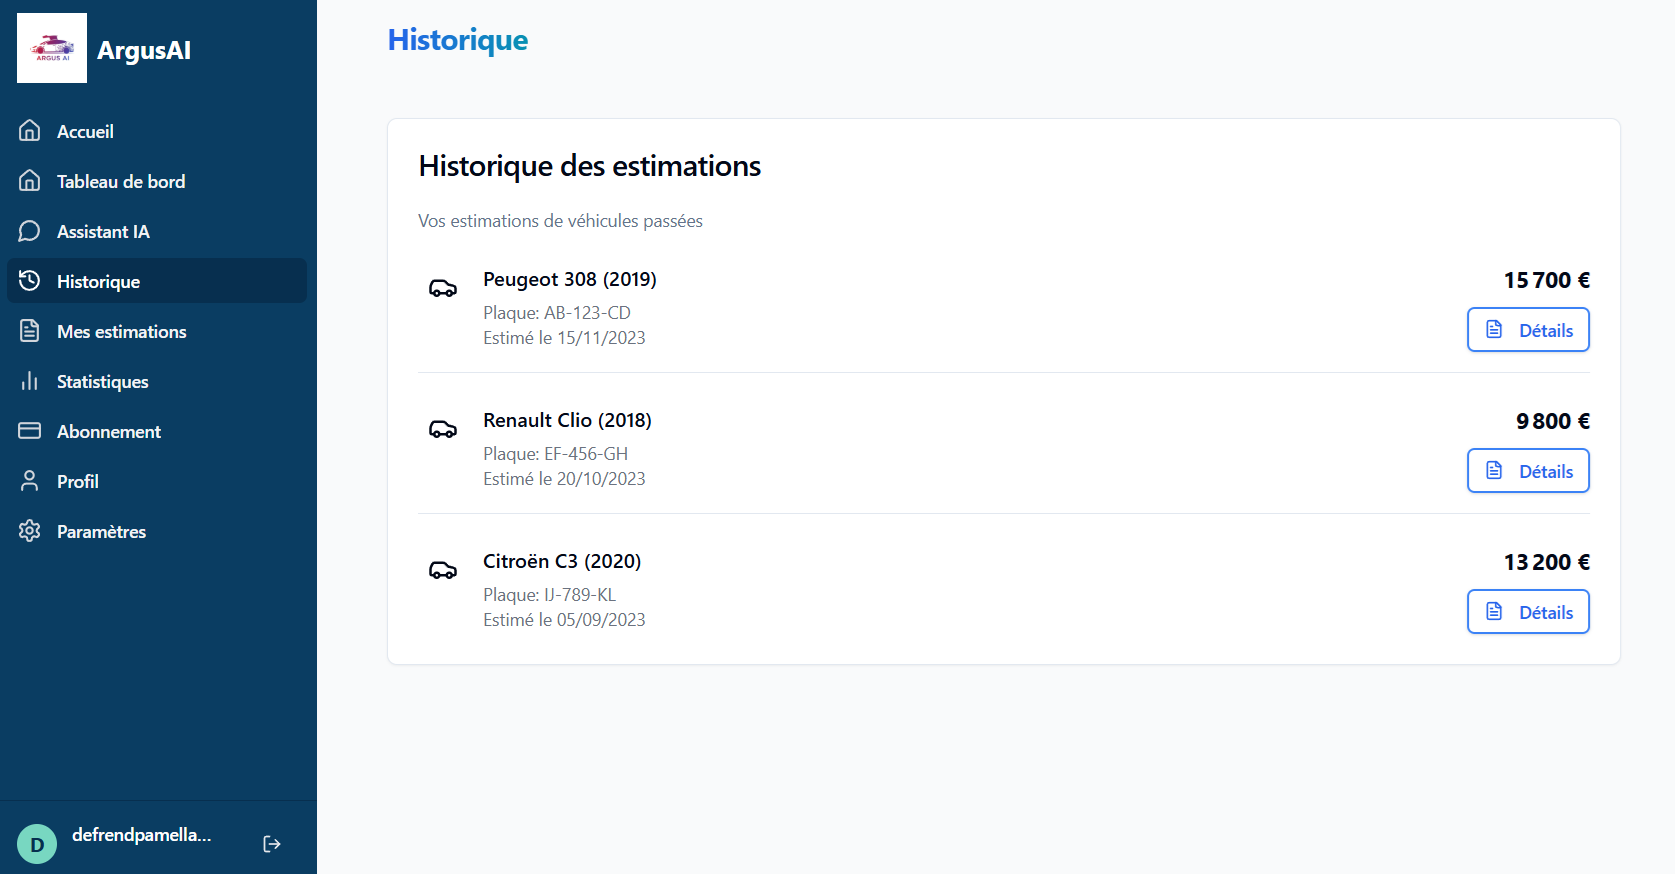 ARGUS AI
ArgusAI
Accueil
Tableau de bord
Assistant IA
Historique
Mes estimations
Statistiques
Abonnement
Profil
Paramètres
D
defrendpamella...
Historique
Historique des estimations
Vos estimations de véhicules passées
Peugeot 308 (2019)
Plaque: AB-123-CD
Estimé le 15/11/2023
15 700 €
Détails
Renault Clio (2018)
Plaque: EF-456-GH
Estimé le 20/10/2023
9 800 €
Détails
Citroën C3 (2020)
Plaque: IJ-789-KL
Estimé le 05/09/2023
13 200 €
Détails